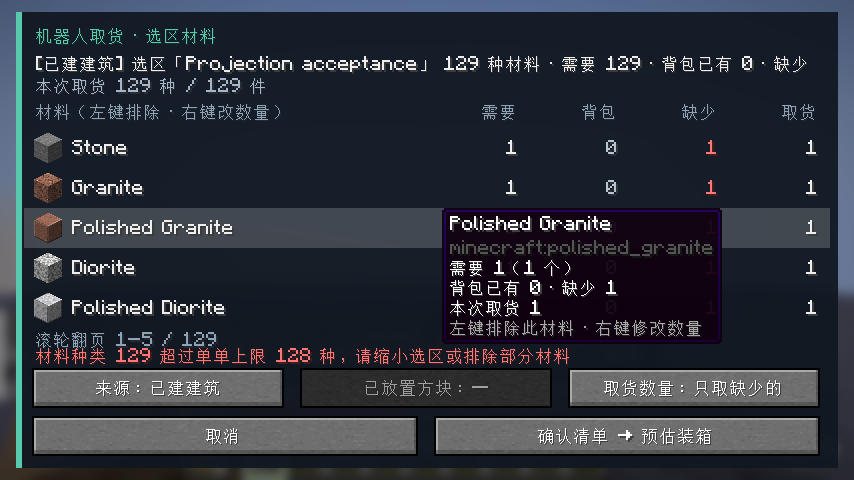 机器人取货 · 选区材料
[已建建筑] 选区「Projection acceptance」 129 种材料 · 需要 129 · 背包已有 0 · 缺少
本次取货 129 种 / 129 件
材料（左键排除 · 右键改数量） 需要 背包 缺少 取货
Stone 1 0 1 1
Granite 1 0 1 1
Polished Granite 1
Diorite 1
Polished Diorite 1
Polished Granite
minecraft:polished_granite
需要 1（1 个）
背包已有 0 · 缺少 1
本次取货 1
左键排除此材料 · 右键修改数量
滚轮翻页 1-5 / 129
材料种类 129 超过单单上限 128 种，请缩小选区或排除部分材料
来源：已建建筑 已放置方块：一 取货数量：只取缺少的
取消 确认清单 → 预估装箱